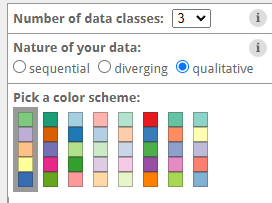 Number of data classes: 3 i
Nature of your data: i
sequential diverging qualitative
Pick a color scheme: